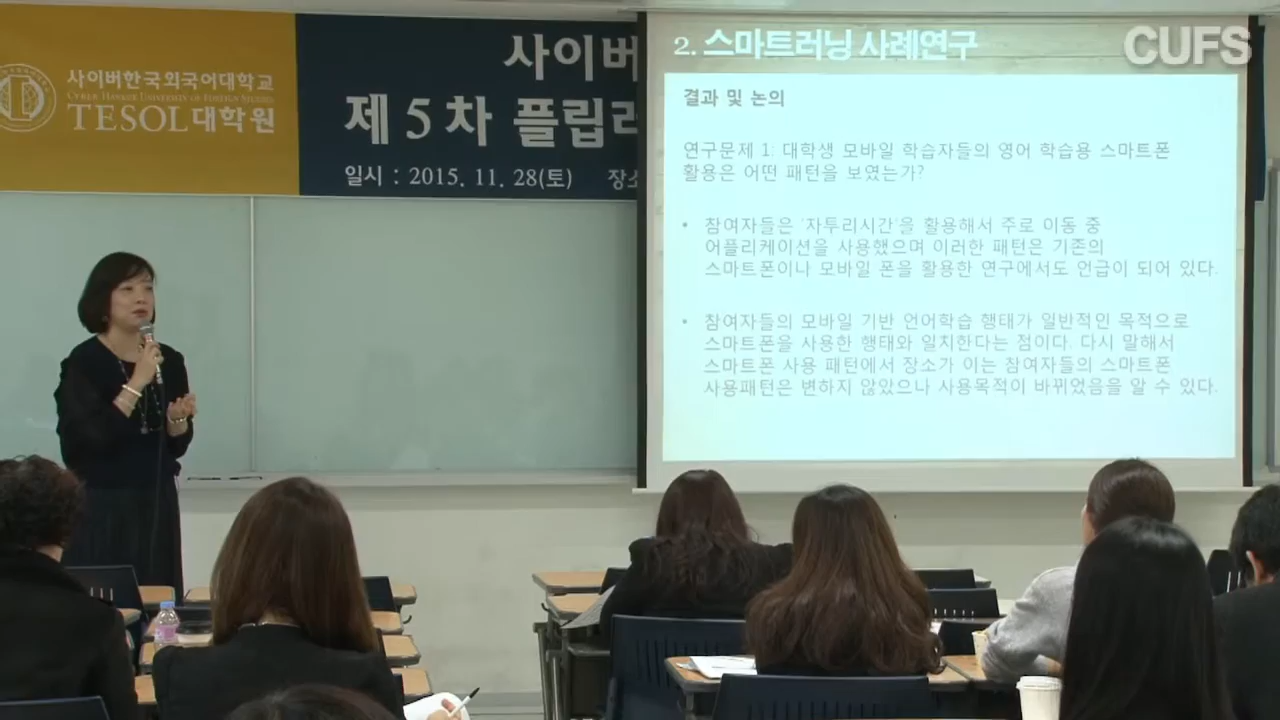 사이버한국외국어대학교
CYBER HANKUK UNIVERSITY OF FOREIGN STUDIES
TESOL대학원
사이버
제 5 차 플립러
일시 : 2015. 11. 28(토) 장소
2. 스마트러닝 사례연구
CUFS
결과 및 논의
연구문제 1: 대학생 모바일 학습자들의 영어 학습용 스마트폰
활용은 어떤 패턴을 보였는가?
• 참여자들은 '자투리시간'을 활용해서 주로 이동 중
어플리케이션을 사용했으며 이러한 패턴은 기존의
스마트폰이나 모바일 폰을 활용한 연구에서도 언급이 되어 있다.
• 참여자들의 모바일 기반 언어학습 행태가 일반적인 목적으로
스마트폰을 사용한 행태와 일치한다는 점이다. 다시 말해서
스마트폰 사용 패턴에서 장소가 이는 참여자들의 스마트폰
사용패턴은 변하지 않았으나 사용목적이 바뀌었음을 알 수 있다.